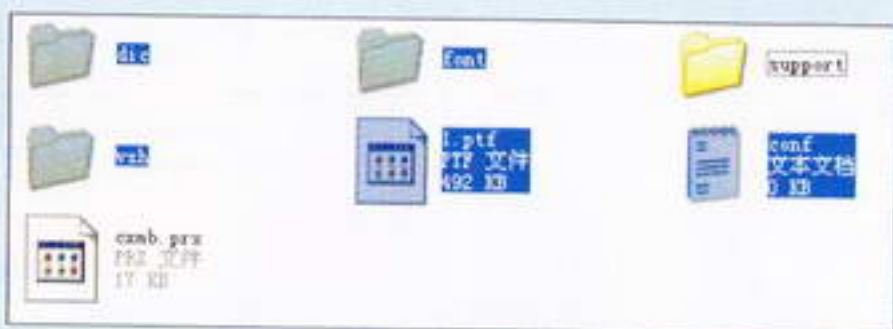 dic
font
support
vsh
1.ptf
PTF 文件
492 KB
conf
文本文档
0 KB
cxmb.prx
PRX 文件
17 KB